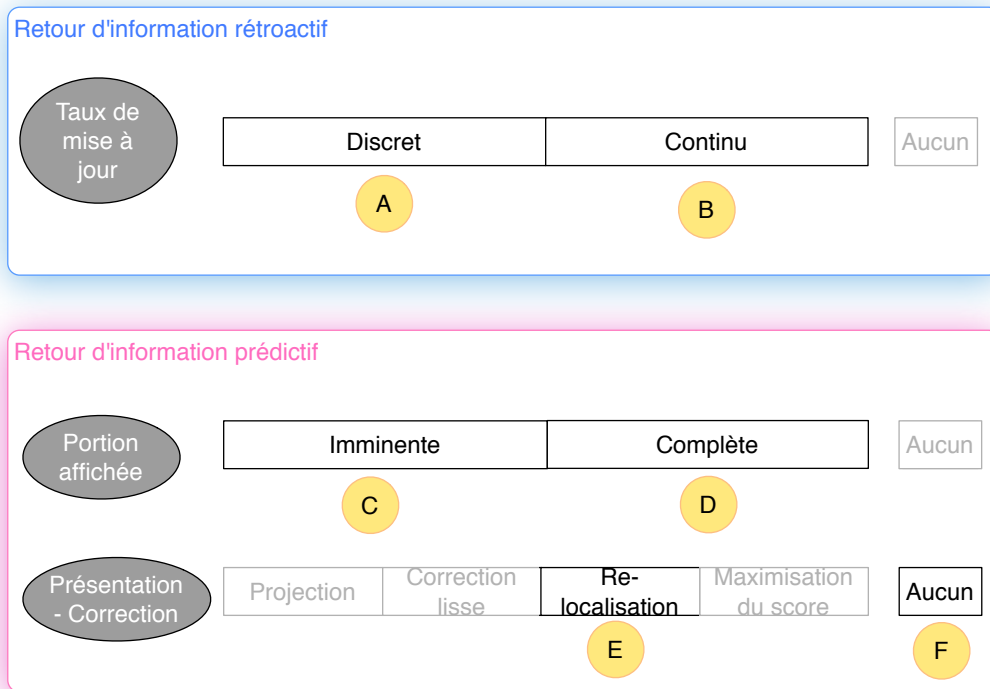 Retour d'information rétroactif
Taux de
mise à
jour
Discret
Continu
Aucun
A
B
Retour d'information prédictif
Portion
affichée
Imminente
Complète
Aucun
C
D
Présentation
- Correction
Projection
Correction
lisse
Re-
localisation
Maximisation
du score
Aucun
E
F